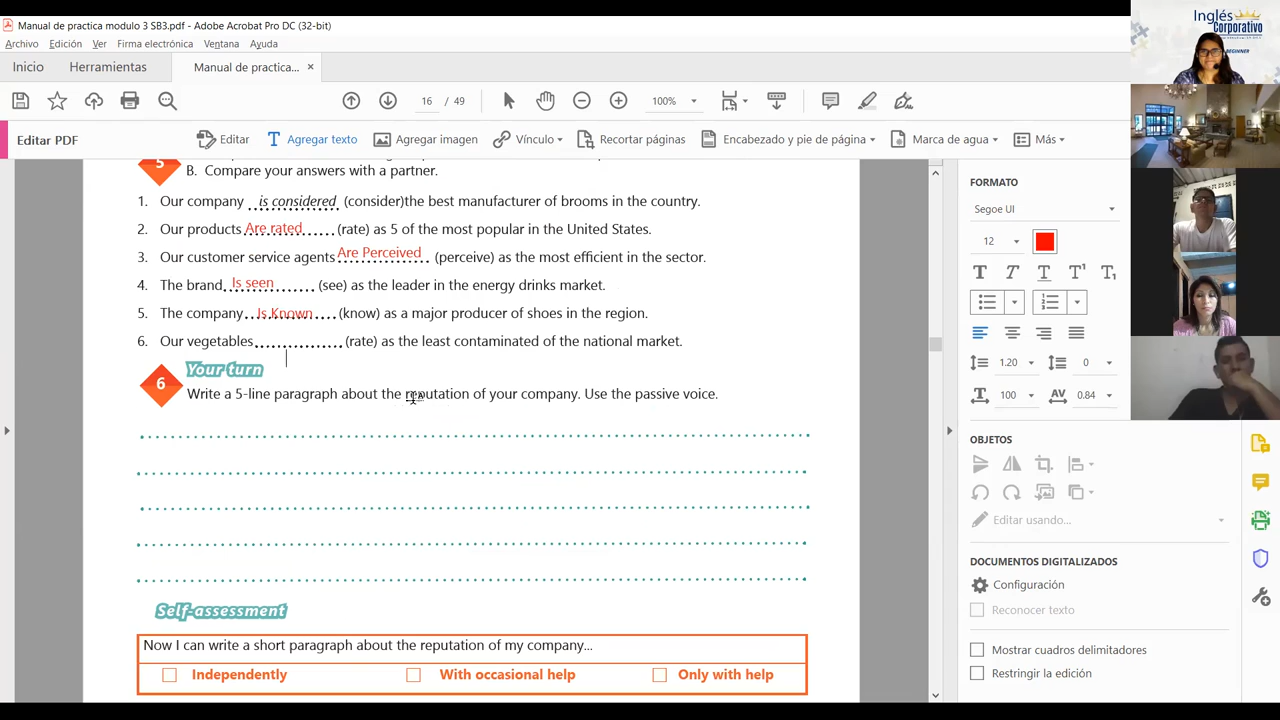 Manual de practica modulo 3 SB3.pdf - Adobe Acrobat Pro DC (32-bit)
Archivo Edición Ver Firma electrónica Ventana Ayuda
Inicio Herramientas Manual de practica... ×
16 / 49 100%
Editar PDF Editar Agregar texto Agregar imagen Vínculo Recortar páginas Encabezado y pie de página Marca de agua Más
5
B. Compare your answers with a partner.
1. Our company is considered (consider)the best manufacturer of brooms in the country.
2. Our products Are rated (rate) as 5 of the most popular in the United States.
3. Our customer service agents Are Perceived (perceive) as the most efficient in the sector.
4. The brand Is seen (see) as the leader in the energy drinks market.
5. The company Is Known (know) as a major producer of shoes in the region.
6. Our vegetables (rate) as the least contaminated of the national market.
Your turn
6
Write a 5-line paragraph about the reputation of your company. Use the passive voice.
Self-assessment
Now I can write a short paragraph about the reputation of my company...
Independently With occasional help Only with help
FORMATO
Segoe UI
12
T T T T¹ T₁
1.20 0
100 AV 0.84
OBJETOS
Editar usando...
DOCUMENTOS DIGITALIZADOS
Configuración
Reconocer texto
Mostrar cuadros delimitadores
Restringir la edición
Inglés
Corporativo
BEGINNER